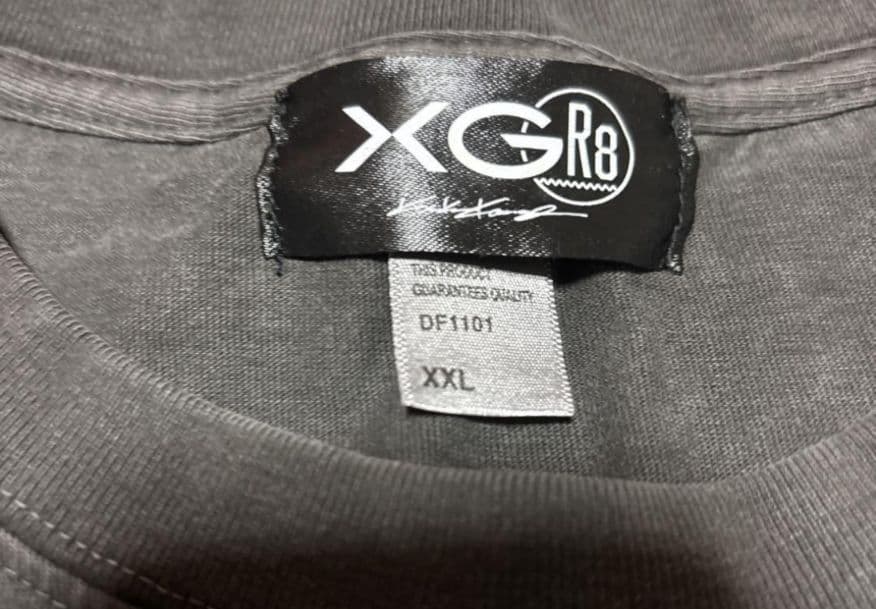 XGR8
THIS PRODUCT
GUARANTEES QUALITY
DF1101
XXL